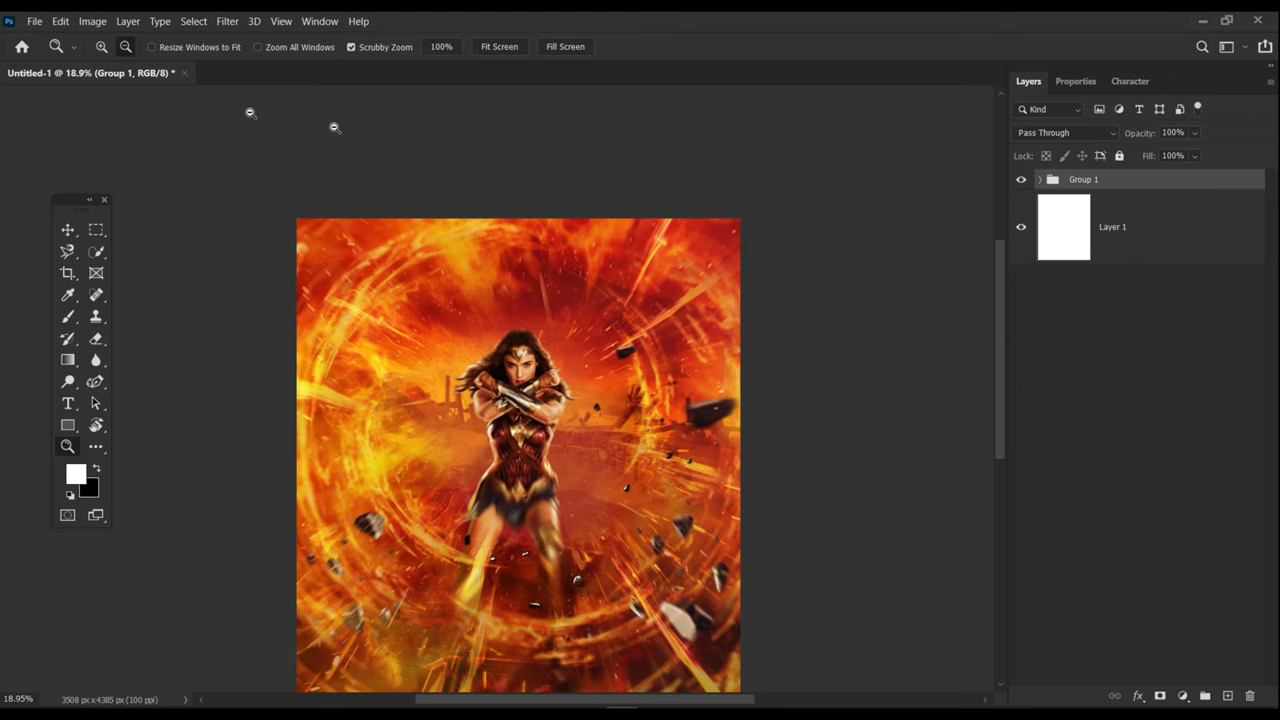 Ps File Edit Image Layer Type Select Filter 3D View Window Help
Resize Windows to Fit Zoom All Windows Scrubby Zoom 100% Fit Screen Fill Screen
Untitled-1 @ 18.9% (Group 1, RGB/8) *
Layers Properties Character
Kind
Pass Through Opacity: 100%
Lock: Fill: 100%
Group 1
Layer 1
18.95% 3508 px x 4385 px (100 ppi)